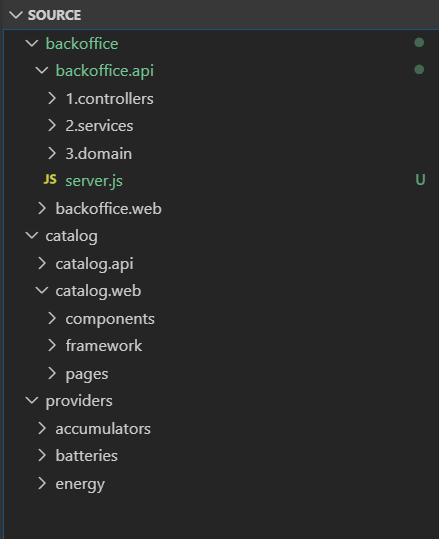 SOURCE
backoffice
backoffice.api
1.controllers
2.services
3.domain
JS server.js U
backoffice.web
catalog
catalog.api
catalog.web
components
framework
pages
providers
accumulators
batteries
energy